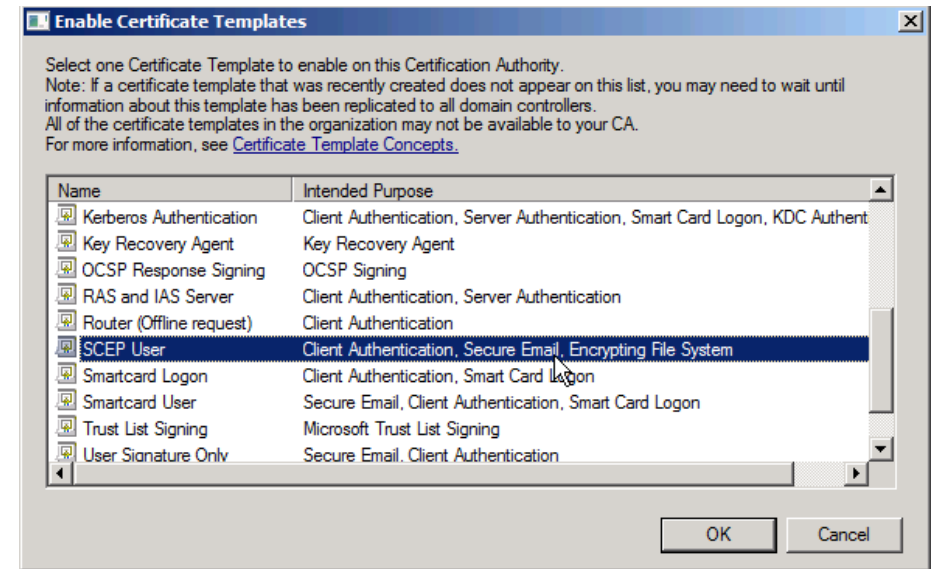 Enable Certificate Templates
Select one Certificate Template to enable on this Certification Authority.
Note: If a certificate template that was recently created does not appear on this list, you may need to wait until
information about this template has been replicated to all domain controllers.
All of the certificate templates in the organization may not be available to your CA.
For more information, see Certificate Template Concepts.
Name Intended Purpose
Kerberos Authentication Client Authentication, Server Authentication, Smart Card Logon, KDC Authent
Key Recovery Agent Key Recovery Agent
OCSP Response Signing OCSP Signing
RAS and IAS Server Client Authentication, Server Authentication
Router (Offline request) Client Authentication
SCEP User Client Authentication, Secure Email, Encrypting File System
Smartcard Logon Client Authentication, Smart Card Logon
Smartcard User Secure Email, Client Authentication, Smart Card Logon
Trust List Signing Microsoft Trust List Signing
User Signature Only Secure Email, Client Authentication
OK Cancel